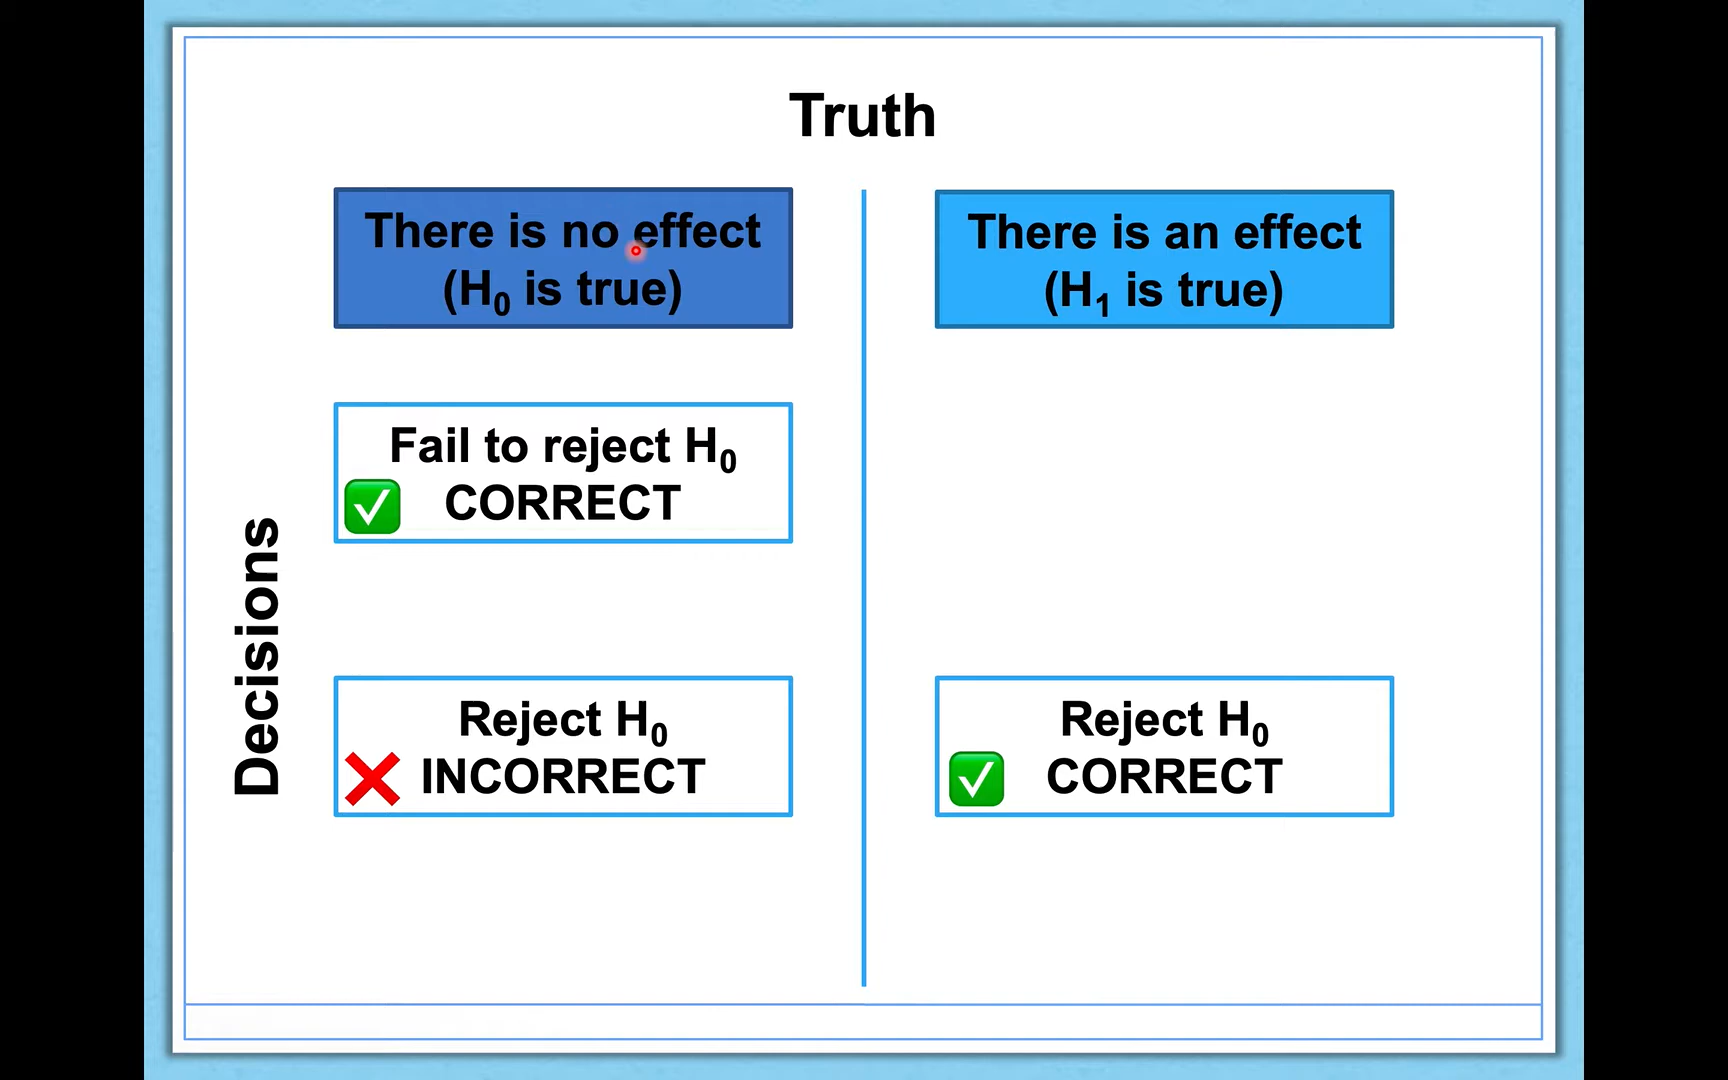 Truth
There is no effect
(H₀ is true)
There is an effect
(H₁ is true)
Decisions
Fail to reject H₀
CORRECT
Reject H₀
INCORRECT
Reject H₀
CORRECT